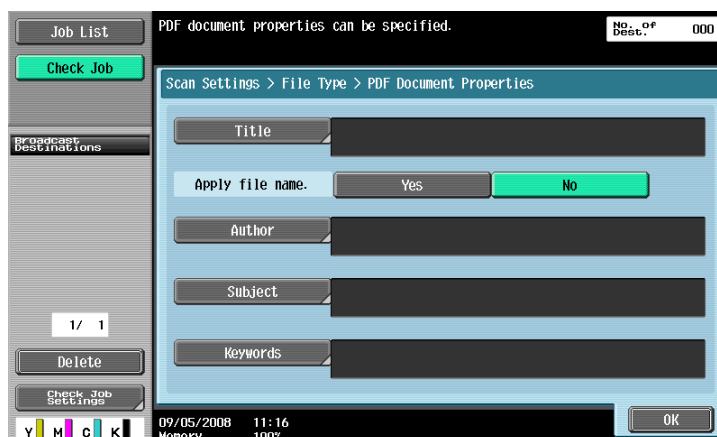 Job List
Check Job
Broadcast
Destinations
1/ 1
Delete
Check Job
Settings
Y M C K
PDF document properties can be specified.
No. of
Dest. 000
Scan Settings > File Type > PDF Document Properties
Title
Apply file name. Yes No
Author
Subject
Keywords
OK
09/05/2008 11:16
Memory 100%